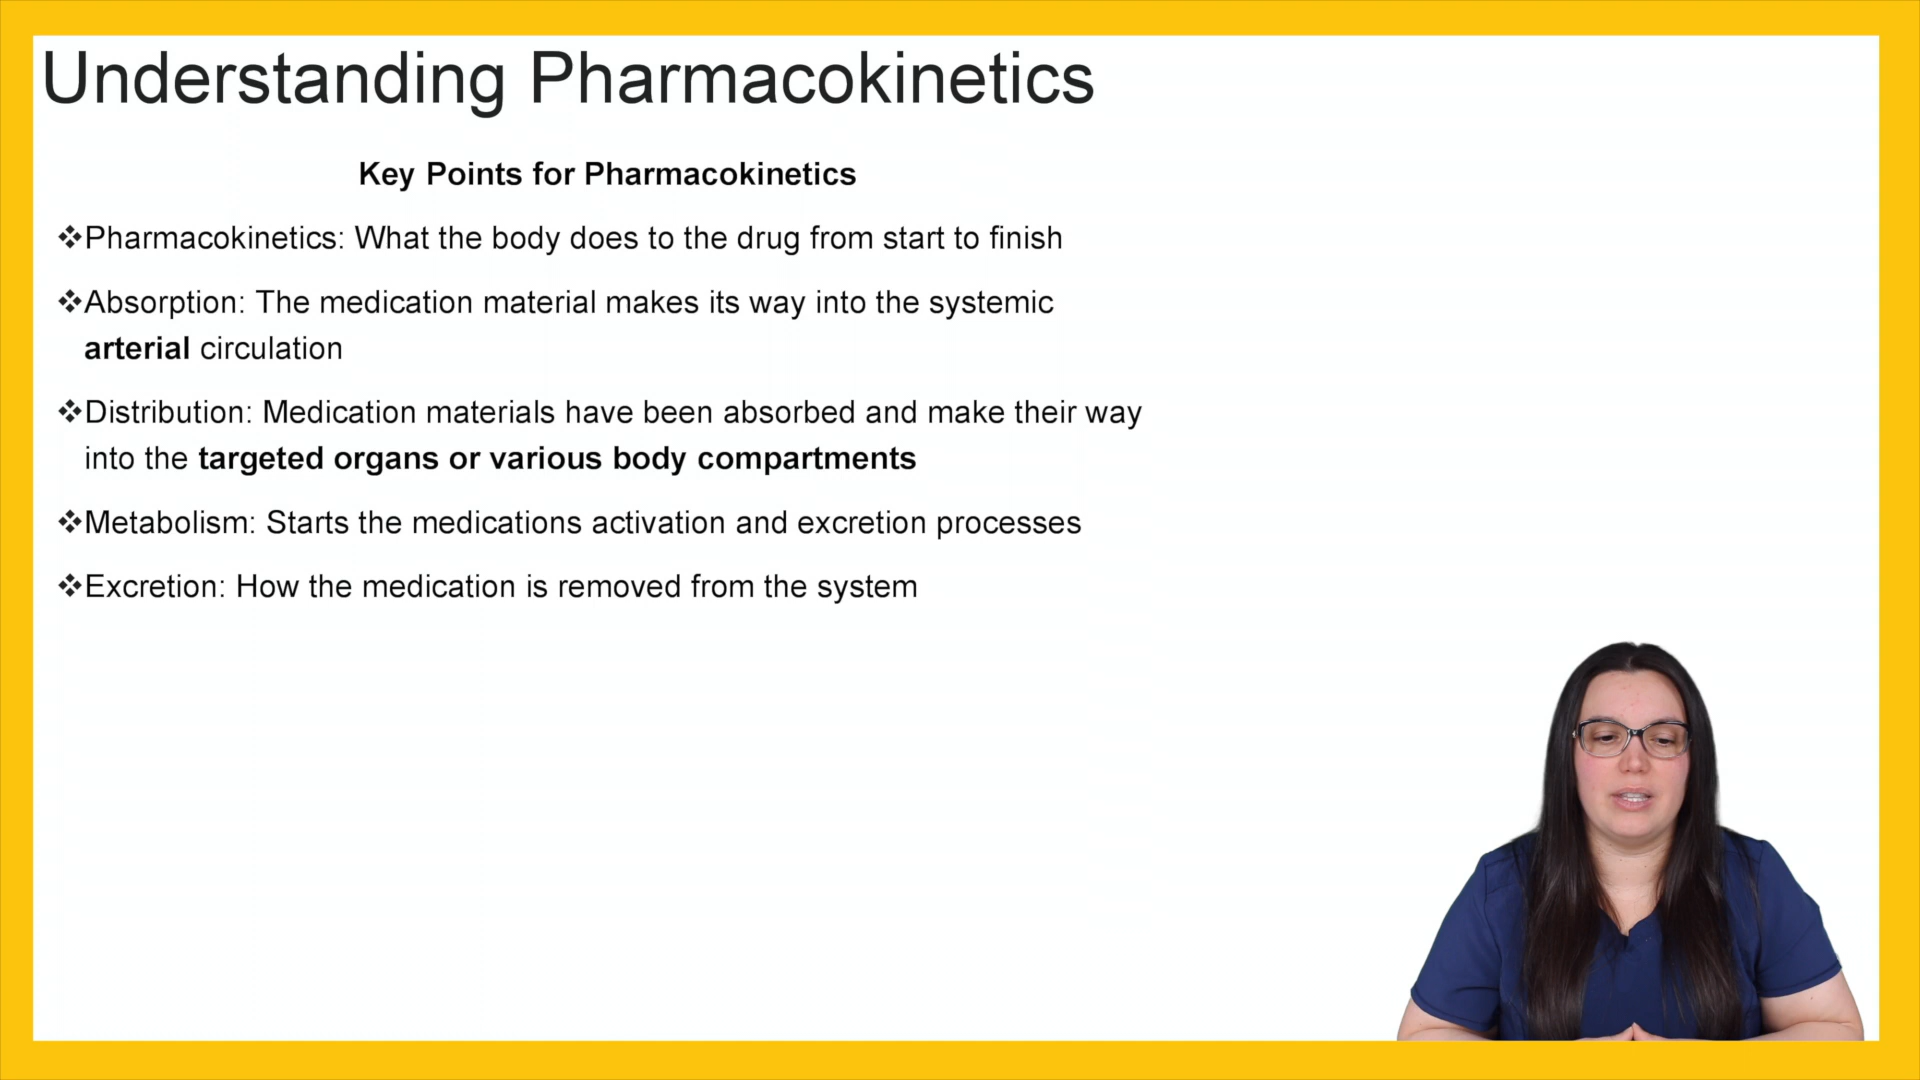 Understanding Pharmacokinetics
Key Points for Pharmacokinetics
❖Pharmacokinetics: What the body does to the drug from start to finish
❖Absorption: The medication material makes its way into the systemic
arterial circulation
❖Distribution: Medication materials have been absorbed and make their way
into the targeted organs or various body compartments
❖Metabolism: Starts the medications activation and excretion processes
❖Excretion: How the medication is removed from the system